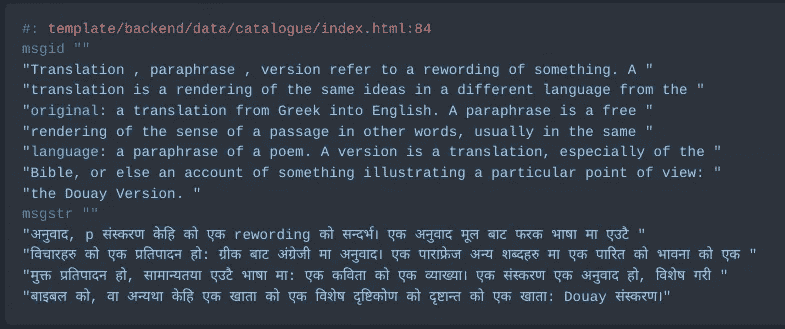 #: template/backend/data/catalogue/index.html:84
msgid ""
"Translation , paraphrase , version refer to a rewording of something. A "
"translation is a rendering of the same ideas in a different language from the "
"original: a translation from Greek into English. A paraphrase is a free "
"rendering of the sense of a passage in other words, usually in the same "
"language: a paraphrase of a poem. A version is a translation, especially of the "
"Bible, or else an account of something illustrating a particular point of view: "
"the Douay Version. "
msgstr ""
"अनुवाद, p संस्करण केहि को एक rewording को सन्दर्भ। एक अनुवाद मूल बाट फरक भाषा मा एउटै "
"विचारहरु को एक प्रतिपादन हो: ग्रीक बाट अंग्रेजी मा अनुवाद। एक पाराफ्रेज अन्य शब्दहरु मा एक पारित को भावना को एक "
"मुक्त प्रतिपादन हो, सामान्यतया एउटै भाषा मा: एक कविता को एक व्याख्या। एक संस्करण एक अनुवाद हो, विशेष गरी "
"बाइबल को, वा अन्यथा केहि एक खाता को एक विशेष दृष्टिकोण को दृष्टान्त को एक खाता: Douay संस्करण।"